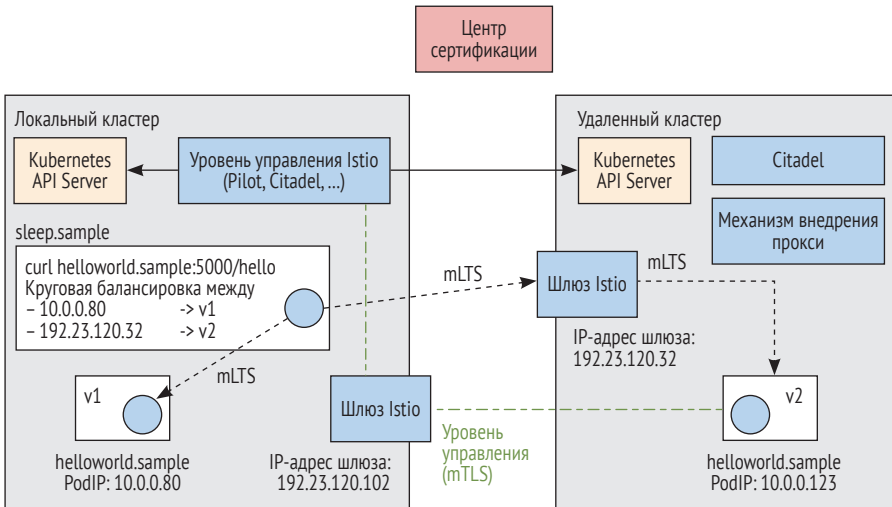 Центр
сертификации
Локальный кластер
Kubernetes
API Server
Уровень управления Istio
(Pilot, Citadel, ...)
sleep.sample
curl helloworld.sample:5000/hello
Круговая балансировка между
– 10.0.0.80 -> v1
– 192.23.120.32 -> v2
mLTS
mLTS
v1
helloworld.sample
PodIP: 10.0.0.80
Шлюз Istio
IP-адрес шлюза:
192.23.120.102
Уровень
управления
(mTLS)
Удаленный кластер
Kubernetes
API Server
Citadel
Механизм внедрения
прокси
Шлюз Istio
mLTS
IP-адрес шлюза:
192.23.120.32
v2
helloworld.sample
PodIP: 10.0.0.123